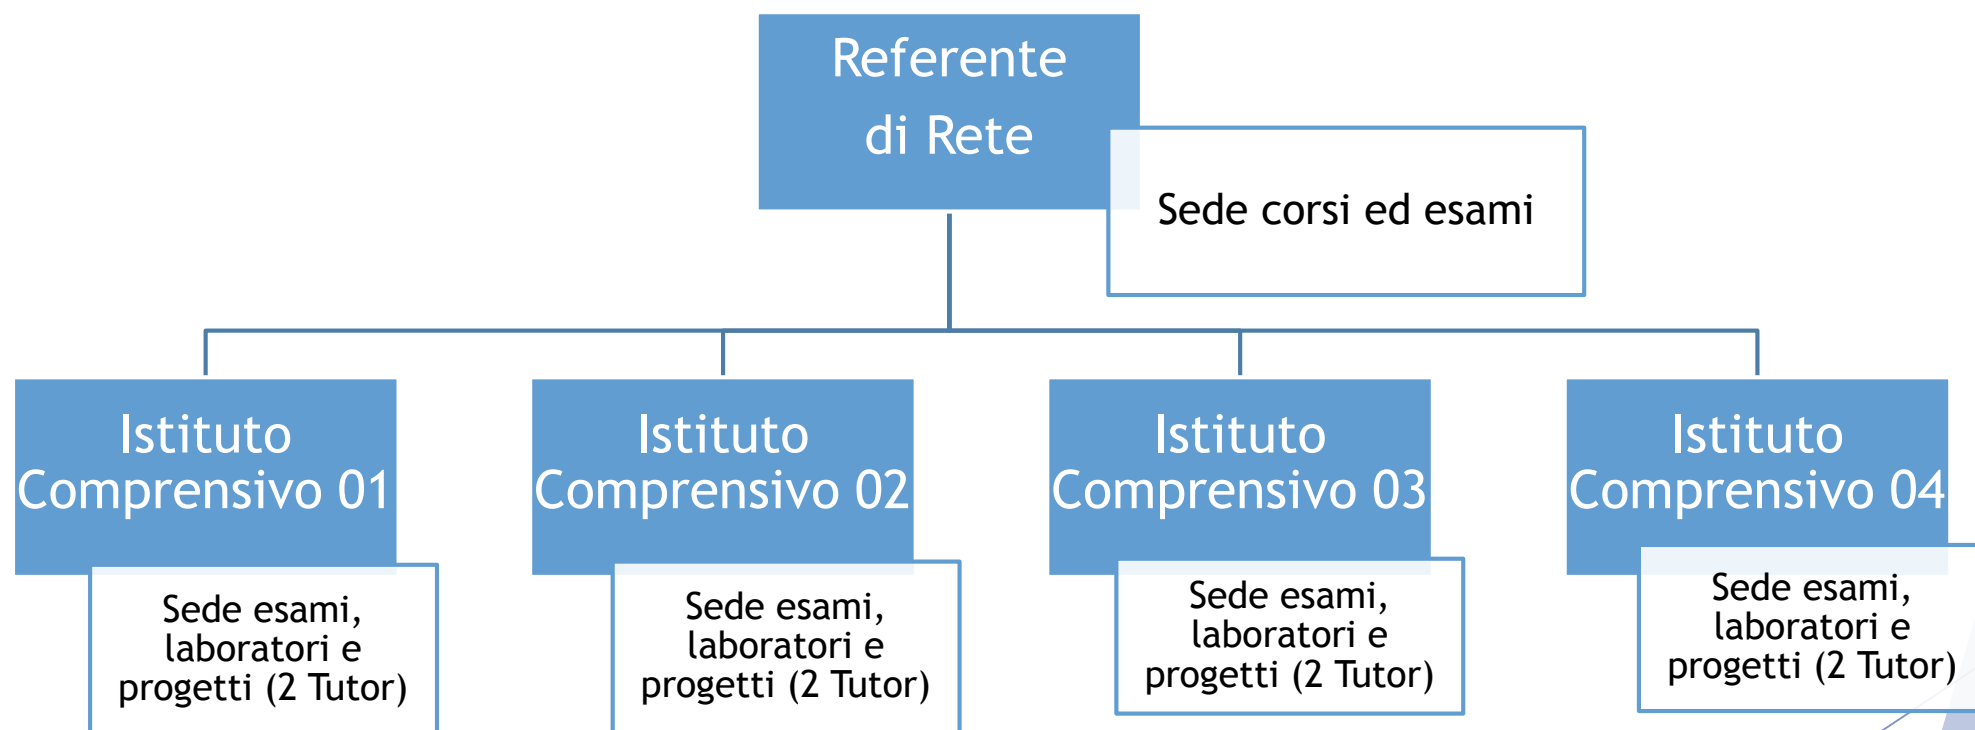 Referente
di Rete
Sede corsi ed esami
Istituto
Comprensivo 01
Sede esami,
laboratori e
progetti (2 Tutor)
Istituto
Comprensivo 02
Sede esami,
laboratori e
progetti (2 Tutor)
Istituto
Comprensivo 03
Sede esami,
laboratori e
progetti (2 Tutor)
Istituto
Comprensivo 04
Sede esami,
laboratori e
progetti (2 Tutor)